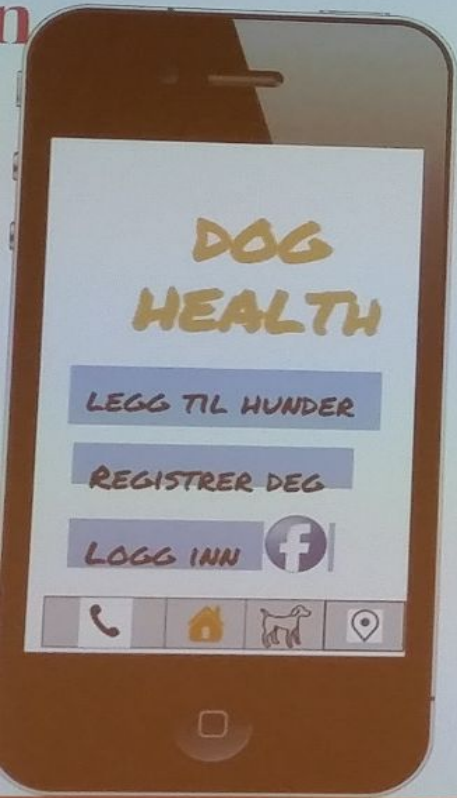 n
DOG
HEALTH
LEGG TIL HUNDER
REGISTRER DEG
LOGG INN f